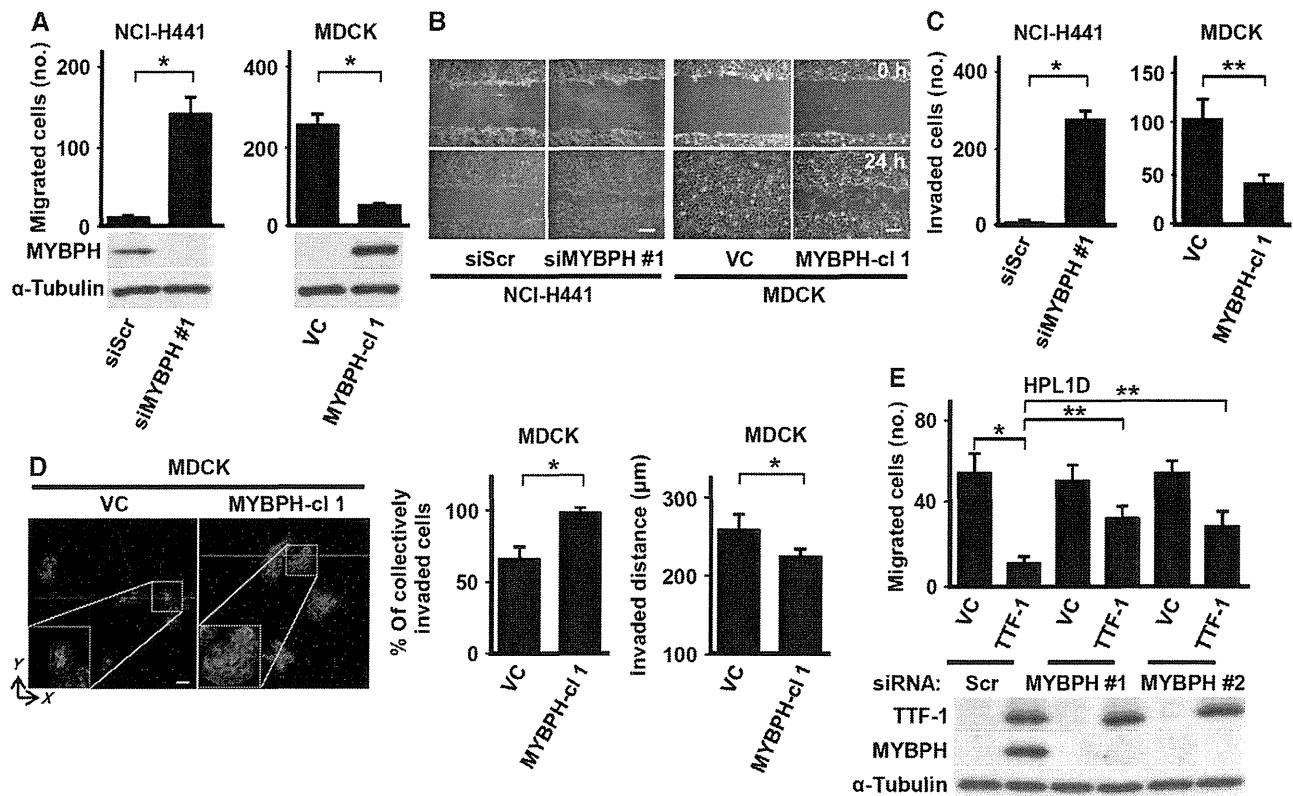 A
NCI-H441
MDCK
Migrated cells (no.)
200
100
0
*
400
200
0
*
MYBPH
α-Tubulin
siScr
siMYBPH #1
VC
MYBPH-cl 1
B
0 h
24 h
siScr
siMYBPH #1
VC
MYBPH-cl 1
NCI-H441
MDCK
C
NCI-H441
MDCK
Invaded cells (no.)
400
200
0
*
150
100
50
0
**
siScr
siMYBPH #1
VC
MYBPH-cl 1
D
MDCK
VC
MYBPH-cl 1
Y
X
MDCK
% Of collectively
invaded cells
100
50
0
*
VC
MYBPH-cl 1
MDCK
Invaded distance (µm)
300
200
100
*
VC
MYBPH-cl 1
E
HPL1D
Migrated cells (no.)
80
40
0
*
**
**
VC
TTF-1
VC
TTF-1
VC
TTF-1
siRNA: Scr MYBPH #1 MYBPH #2
TTF-1
MYBPH
α-Tubulin